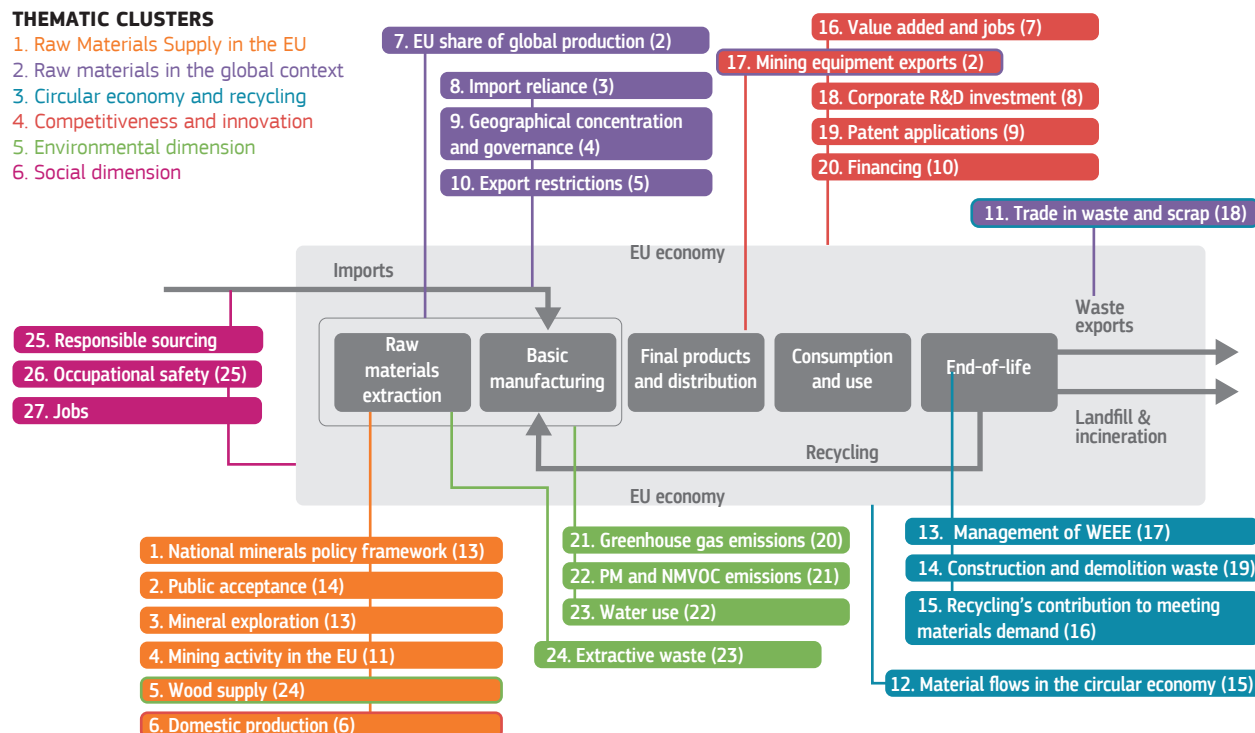 THEMATIC CLUSTERS
1. Raw Materials Supply in the EU
2. Raw materials in the global context
3. Circular economy and recycling
4. Competitiveness and innovation
5. Environmental dimension
6. Social dimension
7. EU share of global production (2)
8. Import reliance (3)
9. Geographical concentration
and governance (4)
10. Export restrictions (5)
16. Value added and jobs (7)
17. Mining equipment exports (2)
18. Corporate R&D investment (8)
19. Patent applications (9)
20. Financing (10)
11. Trade in waste and scrap (18)
EU economy
Imports
Waste
exports
25. Responsible sourcing
26. Occupational safety (25)
27. Jobs
Raw
materials
extraction
Basic
manufacturing
Final products
and distribution
Consumption
and use
End-of-life
Landfill &
incineration
Recycling
EU economy
1. National minerals policy framework (13)
2. Public acceptance (14)
3. Mineral exploration (13)
4. Mining activity in the EU (11)
5. Wood supply (24)
6. Domestic production (6)
21. Greenhouse gas emissions (20)
22. PM and NMVOC emissions (21)
23. Water use (22)
24. Extractive waste (23)
13. Management of WEEE (17)
14. Construction and demolition waste (19)
15. Recycling's contribution to meeting
materials demand (16)
12. Material flows in the circular economy (15)